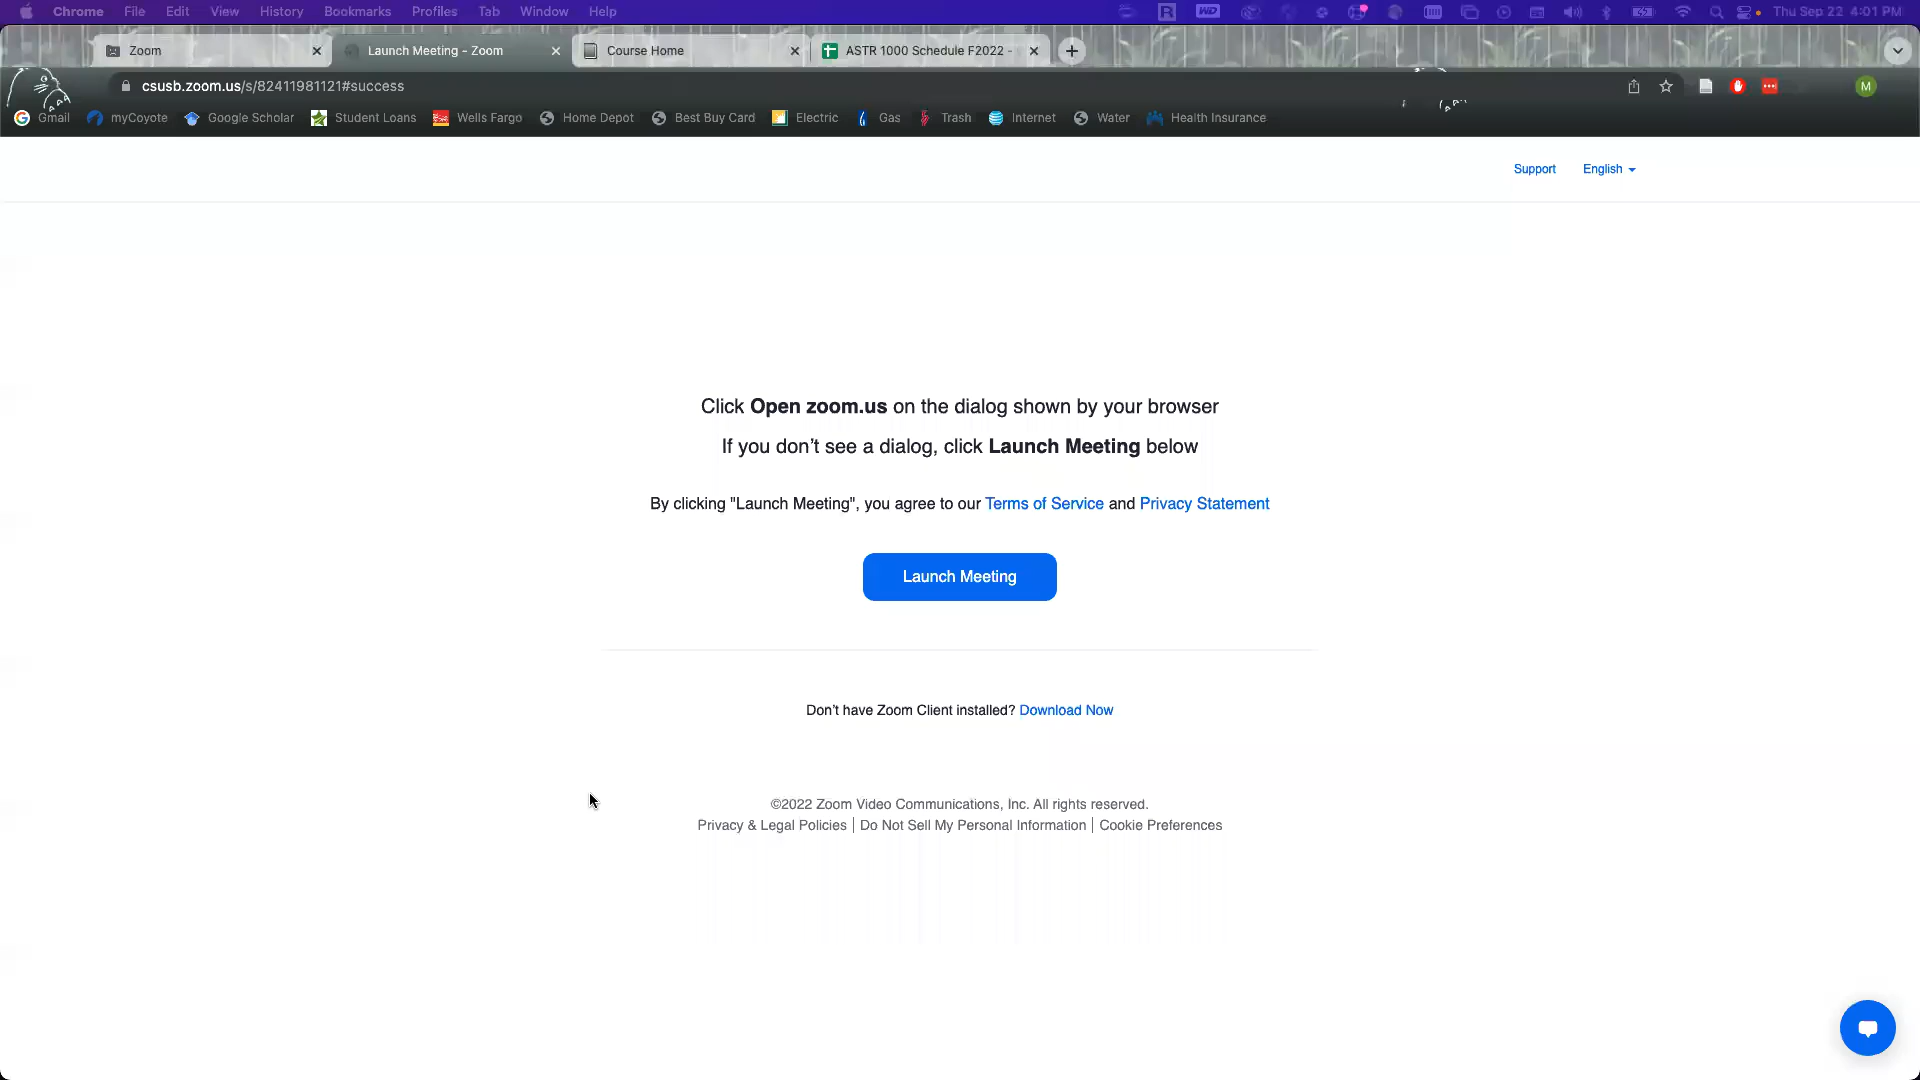 Chrome File Edit View History Bookmarks Profiles Tab Window Help Thu Sep 22 4:01 PM
Zoom Launch Meeting - Zoom Course Home ASTR 1000 Schedule F2022 -
csusb.zoom.us/s/82411981121#success M
Gmail myCoyote Google Scholar Student Loans Wells Fargo Home Depot Best Buy Card Electric Gas Trash Internet Water Health Insurance
Support English
Click Open zoom.us on the dialog shown by your browser
If you don’t see a dialog, click Launch Meeting below
By clicking "Launch Meeting", you agree to our Terms of Service and Privacy Statement
Launch Meeting
Don’t have Zoom Client installed? Download Now
©2022 Zoom Video Communications, Inc. All rights reserved.
Privacy & Legal Policies | Do Not Sell My Personal Information | Cookie Preferences